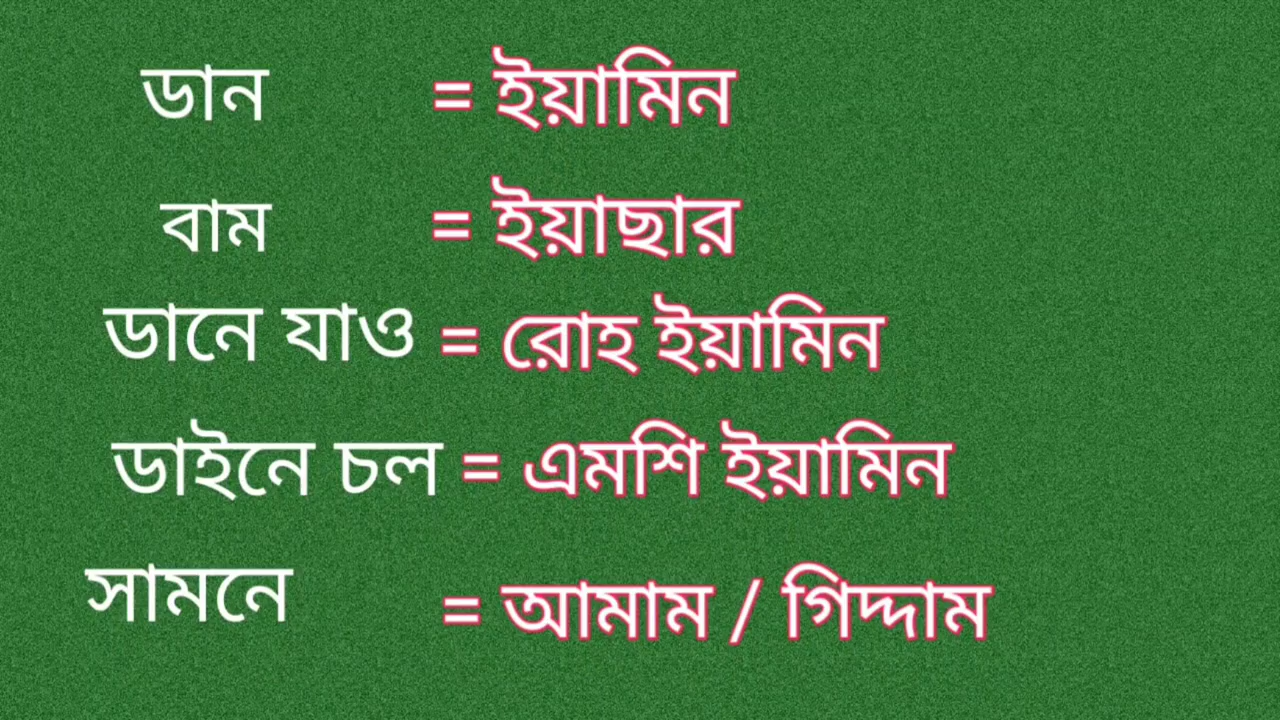 ডান = ইয়ামিন
বাম = ইয়াছার
ডানে যাও = রোহ ইয়ামিন
ডাইনে চল = এমশি ইয়ামিন
সামনে = আমাম / গিদ্দাম